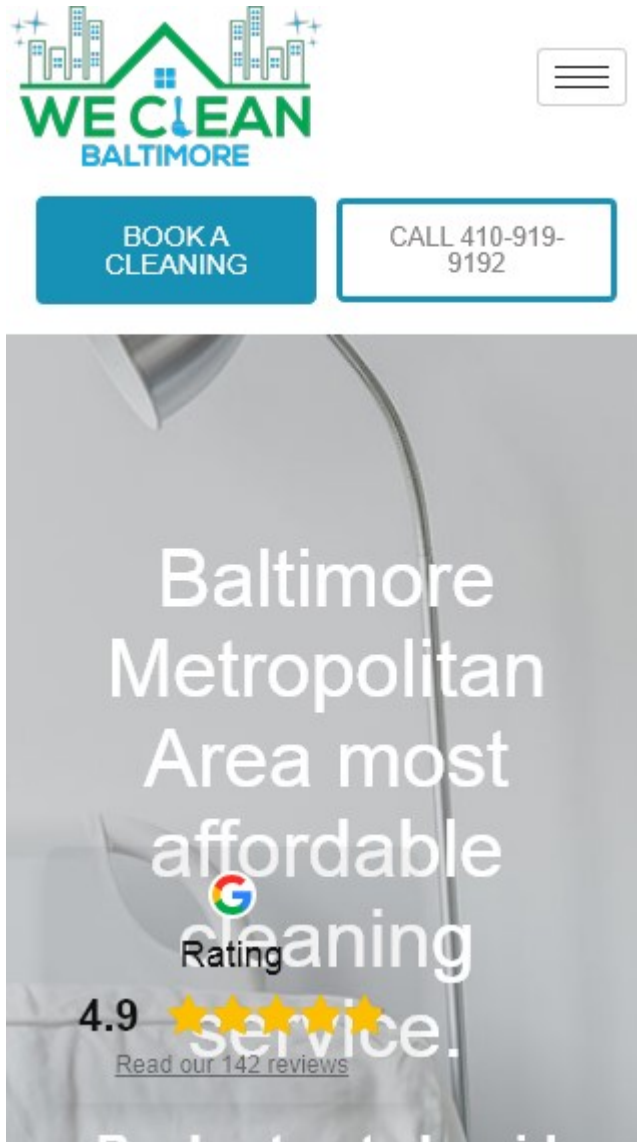 WE CLEAN
BALTIMORE
BOOK A
CLEANING
CALL 410-919-
9192
Baltimore
Metropolitan
Area most
affordable
cleaning
Rating
service.
4.9
Read our 142 reviews